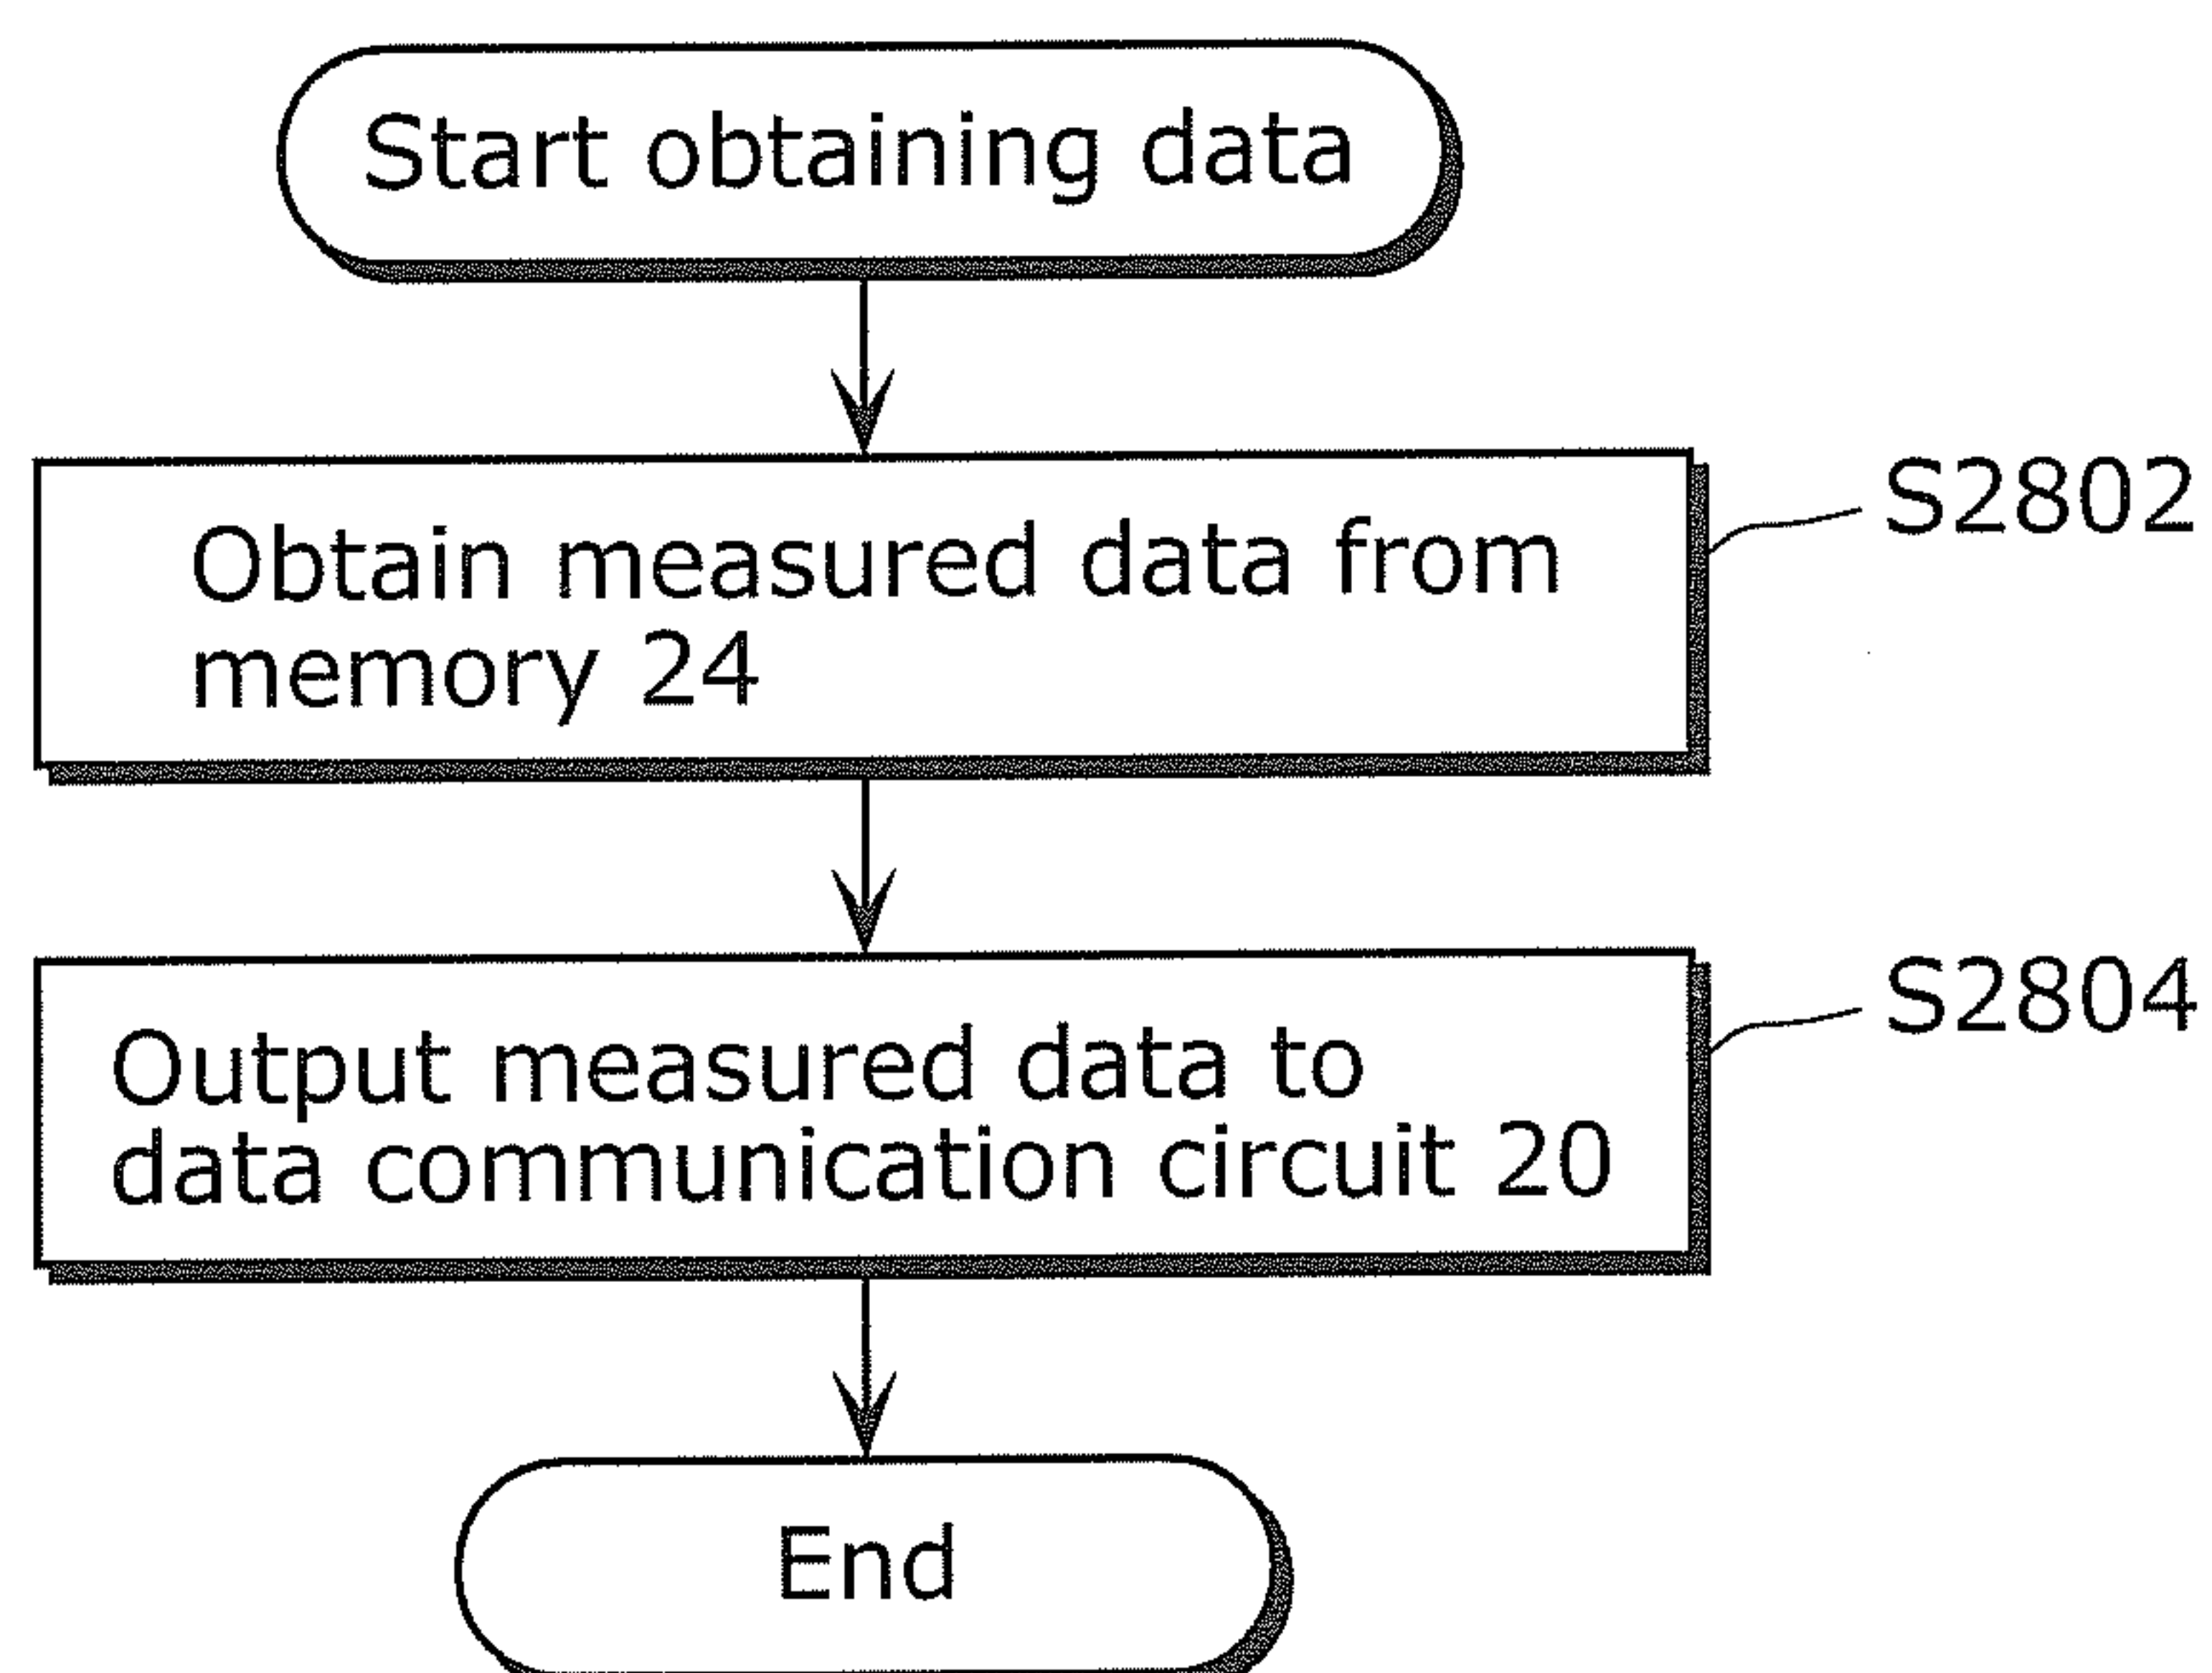 Start obtaining data
Obtain measured data from
memory 24
S2802
Output measured data to
data communication circuit 20
S2804
End